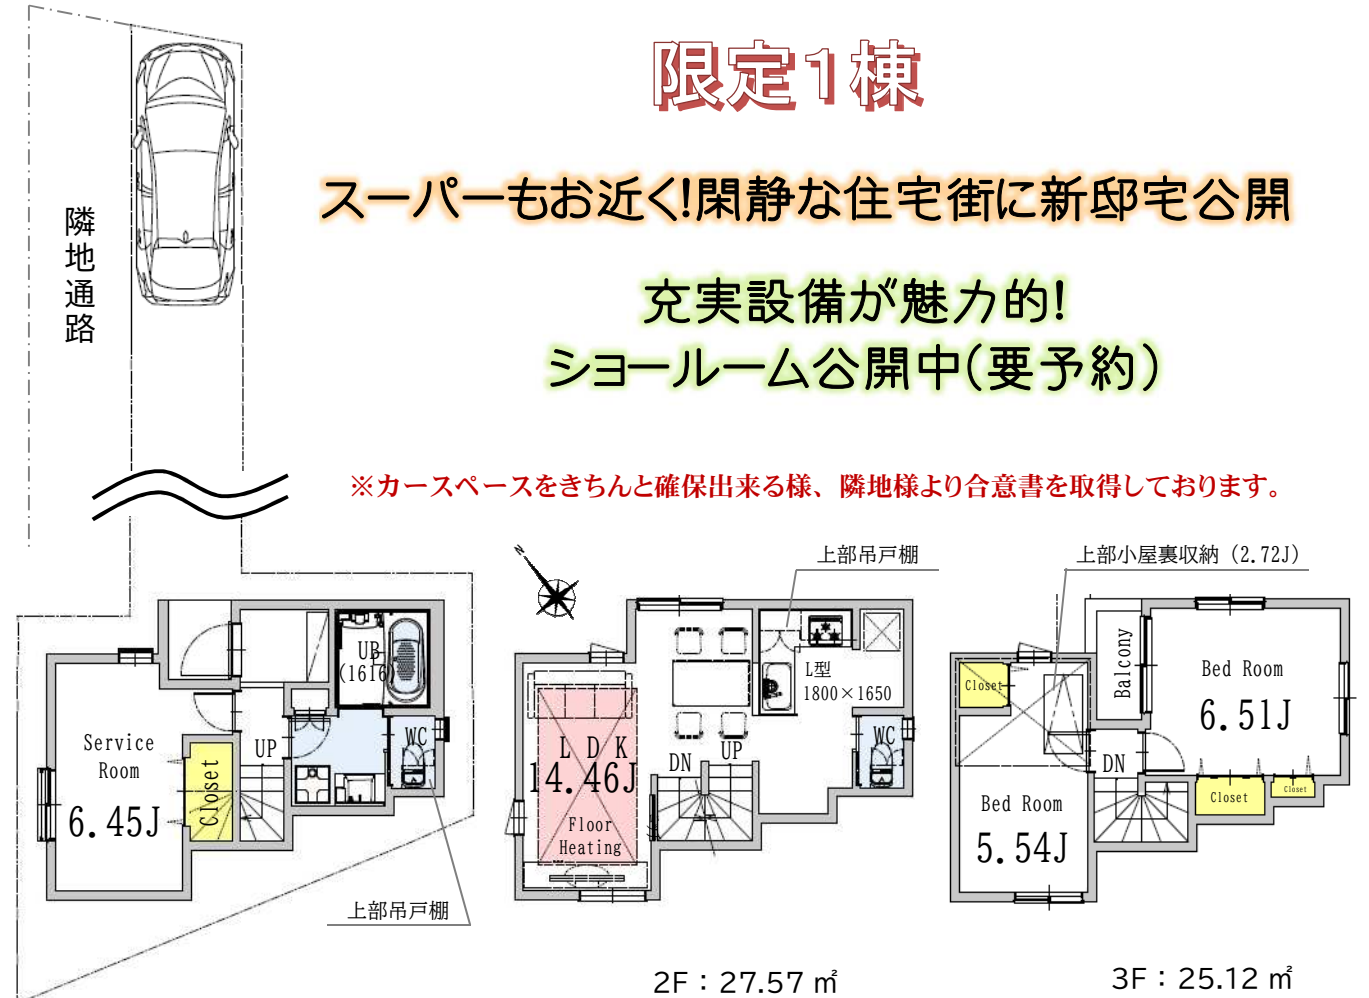 限定1棟
スーパーもお近く!閑静な住宅街に新邸宅公開
充実設備が魅力的!
ショールーム公開中(要予約)
※カースペースをきちんと確保出来る様、隣地様より合意書を取得しております。
隣地通路
UB
(1616)
WC
UP
Service
Room
6.45J
Closet
上部吊戸棚
N
上部吊戸棚
L型
1800×1650
WC
LDK
14.46J
DN
UP
Floor
Heating
2F：27.57 ㎡
上部小屋裏収納（2.72J）
Closet
Balcony
Bed Room
6.51J
DN
Closet
Closet
Bed Room
5.54J
3F：25.12 ㎡